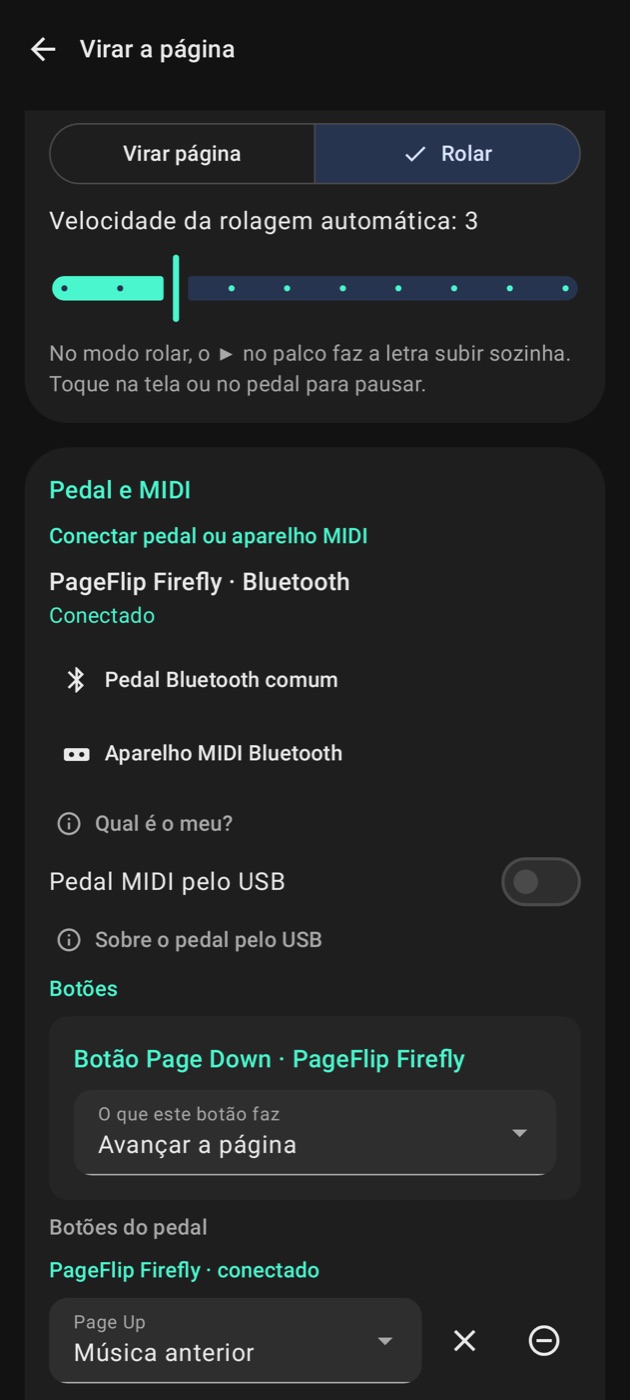 Virar a página
Virar página
Rolar
Velocidade da rolagem automática: 3
No modo rolar, o ► no palco faz a letra subir sozinha.
Toque na tela ou no pedal para pausar.
Pedal e MIDI
Conectar pedal ou aparelho MIDI
PageFlip Firefly · Bluetooth
Conectado
Pedal Bluetooth comum
Aparelho MIDI Bluetooth
Qual é o meu?
Pedal MIDI pelo USB
Sobre o pedal pelo USB
Botões
Botão Page Down · PageFlip Firefly
O que este botão faz
Avançar a página
Botões do pedal
PageFlip Firefly · conectado
Page Up
Música anterior